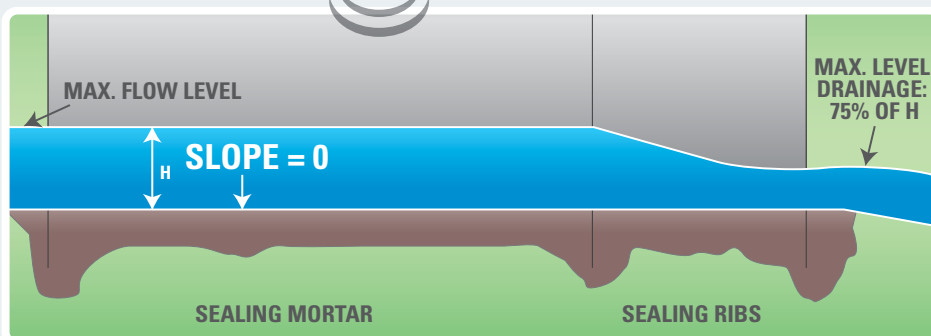 MAX. FLOW LEVEL
MAX. LEVEL
DRAINAGE:
75% OF H
H
SLOPE = 0
SEALING MORTAR
SEALING RIBS